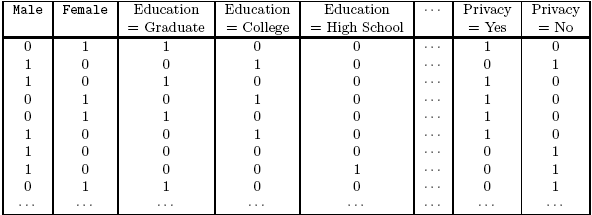 Male Female Education Education Education ··· Privacy Privacy
= Graduate = College = High School = Yes = No
0 1 1 0 0 ··· 1 0
1 0 0 1 0 ··· 0 1
1 0 1 0 0 ··· 1 0
0 1 0 1 0 ··· 1 0
0 1 1 0 0 ··· 1 0
1 0 0 1 0 ··· 1 0
1 0 0 0 0 ··· 0 1
1 0 0 0 1 ··· 0 1
0 1 1 0 0 ··· 0 1
··· ··· ··· ··· ··· ··· ··· ···